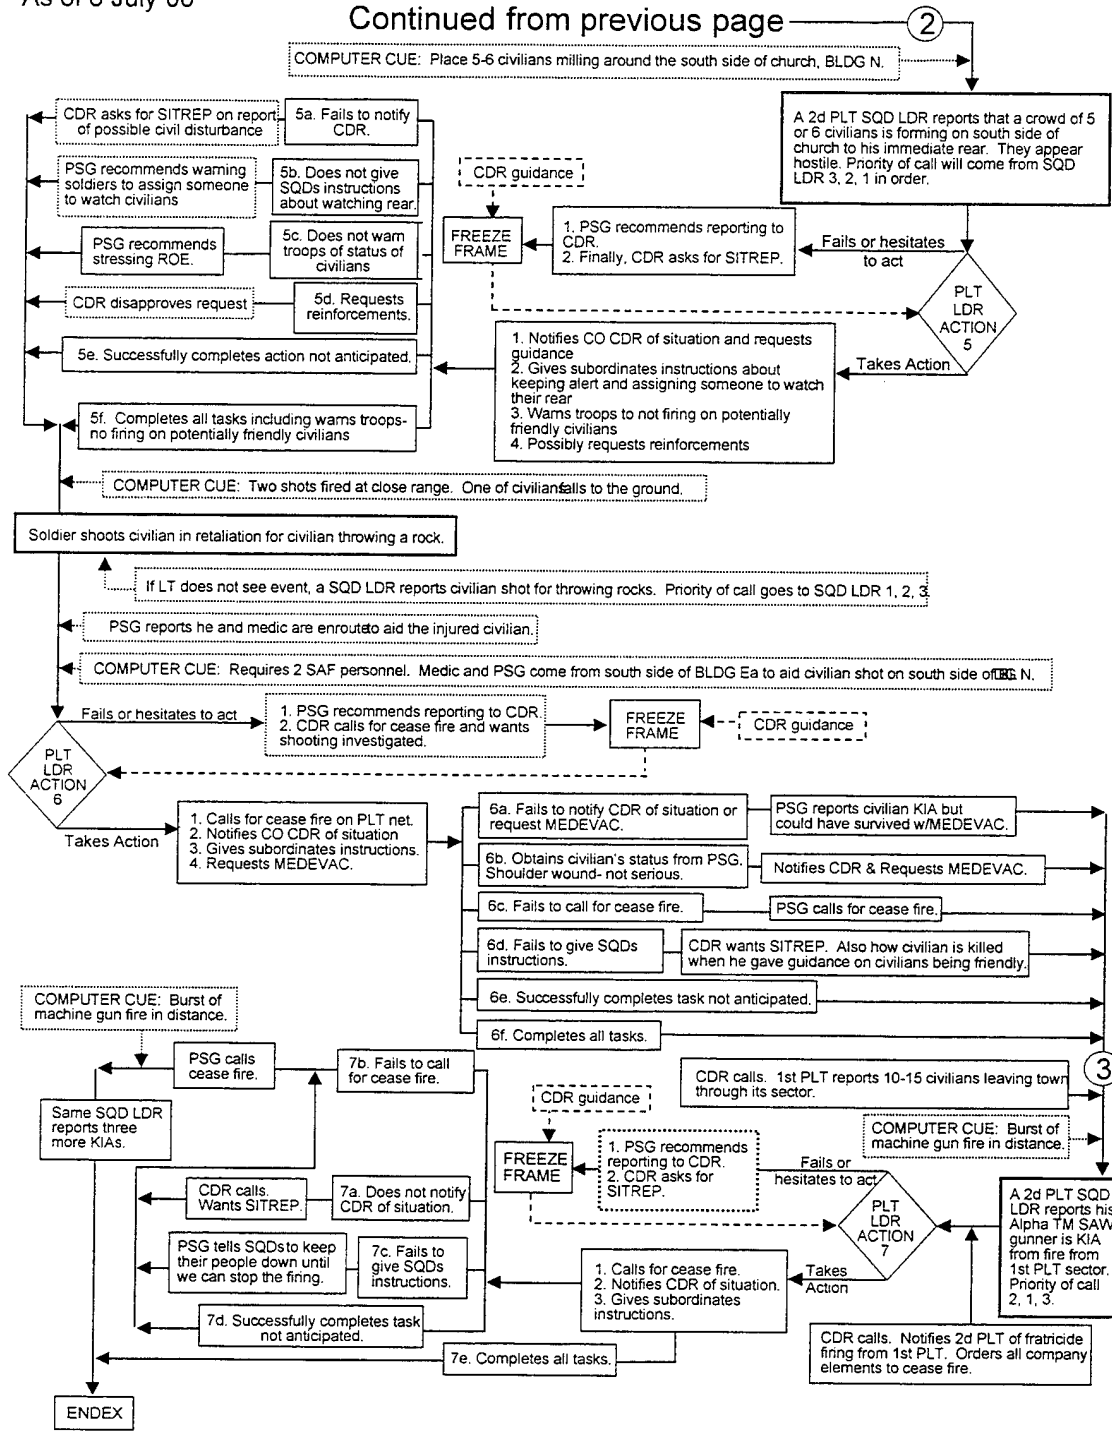 As of 8 July 00
Continued from previous page
2
COMPUTER CUE: Place 5-6 civilians milling around the south side of church, BLDG N.
A 2d PLT SQD LDR reports that a crowd of 5
or 6 civilians is forming on south side of
church to his immediate rear. They appear
hostile. Priority of call will come from SQD
LDR 3, 2, 1 in order.
CDR asks for SITREP on report
of possible civil disturbance
5a. Fails to notify
CDR.
PSG recommends warning
soldiers to assign someone
to watch civilians
5b. Does not give
SQDs instructions
about watching rear.
PSG recommends
stressing ROE.
5c. Does not warn
troops of status of
civilians
CDR disapproves request
5d. Requests
reinforcements.
5e. Successfully completes action not anticipated.
5f. Completes all tasks including warns troops-
no firing on potentially friendly civilians
CDR guidance
FREEZE
FRAME
1. PSG recommends reporting to
CDR.
2. Finally, CDR asks for SITREP.
Fails or hesitates
to act
PLT
LDR
ACTION
5
Takes Action
1. Notifies CO CDR of situation and requests
guidance
2. Gives subordinates instructions about
keeping alert and assigning someone to watch
their rear
3. Warns troops to not firing on potentially
friendly civilians
4. Possibly requests reinforcements
COMPUTER CUE: Two shots fired at close range. One of civiliansfalls to the ground.
Soldier shoots civilian in retaliation for civilian throwing a rock.
If LT does not see event, a SQD LDR reports civilian shot for throwing rocks. Priority of call goes to SQD LDR 1, 2, 3.
PSG reports he and medic are enrouteto aid the injured civilian.
COMPUTER CUE: Requires 2 SAF personnel. Medic and PSG come from south side of BLDG Ea to aid civilian shot on south side of N.
Fails or hesitates to act
1. PSG recommends reporting to CDR.
2. CDR calls for cease fire and wants
shooting investigated.
FREEZE
FRAME
CDR guidance
PLT
LDR
ACTION
6
Takes Action
1. Calls for cease fire on PLT net.
2. Notifies CO CDR of situation
3. Gives subordinates instructions.
4. Requests MEDEVAC.
6a. Fails to notify CDR of situation or
request MEDEVAC.
PSG reports civilian KIA but
could have survived w/MEDEVAC.
6b. Obtains civilian's status from PSG.
Shoulder wound- not serious.
Notifies CDR & Requests MEDEVAC.
6c. Fails to call for cease fire.
PSG calls for cease fire.
6d. Fails to give SQDs
instructions.
CDR wants SITREP. Also how civilian is killed
when he gave guidance on civilians being friendly.
6e. Successfully completes task not anticipated.
6f. Completes all tasks.
3
CDR calls. 1st PLT reports 10-15 civilians leaving town
through its sector.
COMPUTER CUE: Burst of
machine gun fire in distance.
A 2d PLT SQD
LDR reports his
Alpha TM SAW
gunner is KIA
from fire from
1st PLT sector.
Priority of call
2, 1, 3.
CDR calls. Notifies 2d PLT of fratricide
firing from 1st PLT. Orders all company
elements to cease fire.
PLT
LDR
ACTION
7
Fails or
hesitates to act
1. PSG recommends
reporting to CDR.
2. CDR asks for
SITREP.
CDR guidance
FREEZE
FRAME
Takes
Action
1. Calls for cease fire.
2. Notifies CDR of situation.
3. Gives subordinates
instructions.
COMPUTER CUE: Burst of
machine gun fire in distance.
PSG calls
cease fire.
7b. Fails to call
for cease fire.
Same SQD LDR
reports three
more KIAs.
CDR calls.
Wants SITREP.
7a. Does not notify
CDR of situation.
PSG tells SQDs to keep
their people down until
we can stop the firing.
7c. Fails to
give SQDs
instructions.
7d. Successfully completes task
not anticipated.
7e. Completes all tasks.
ENDEX